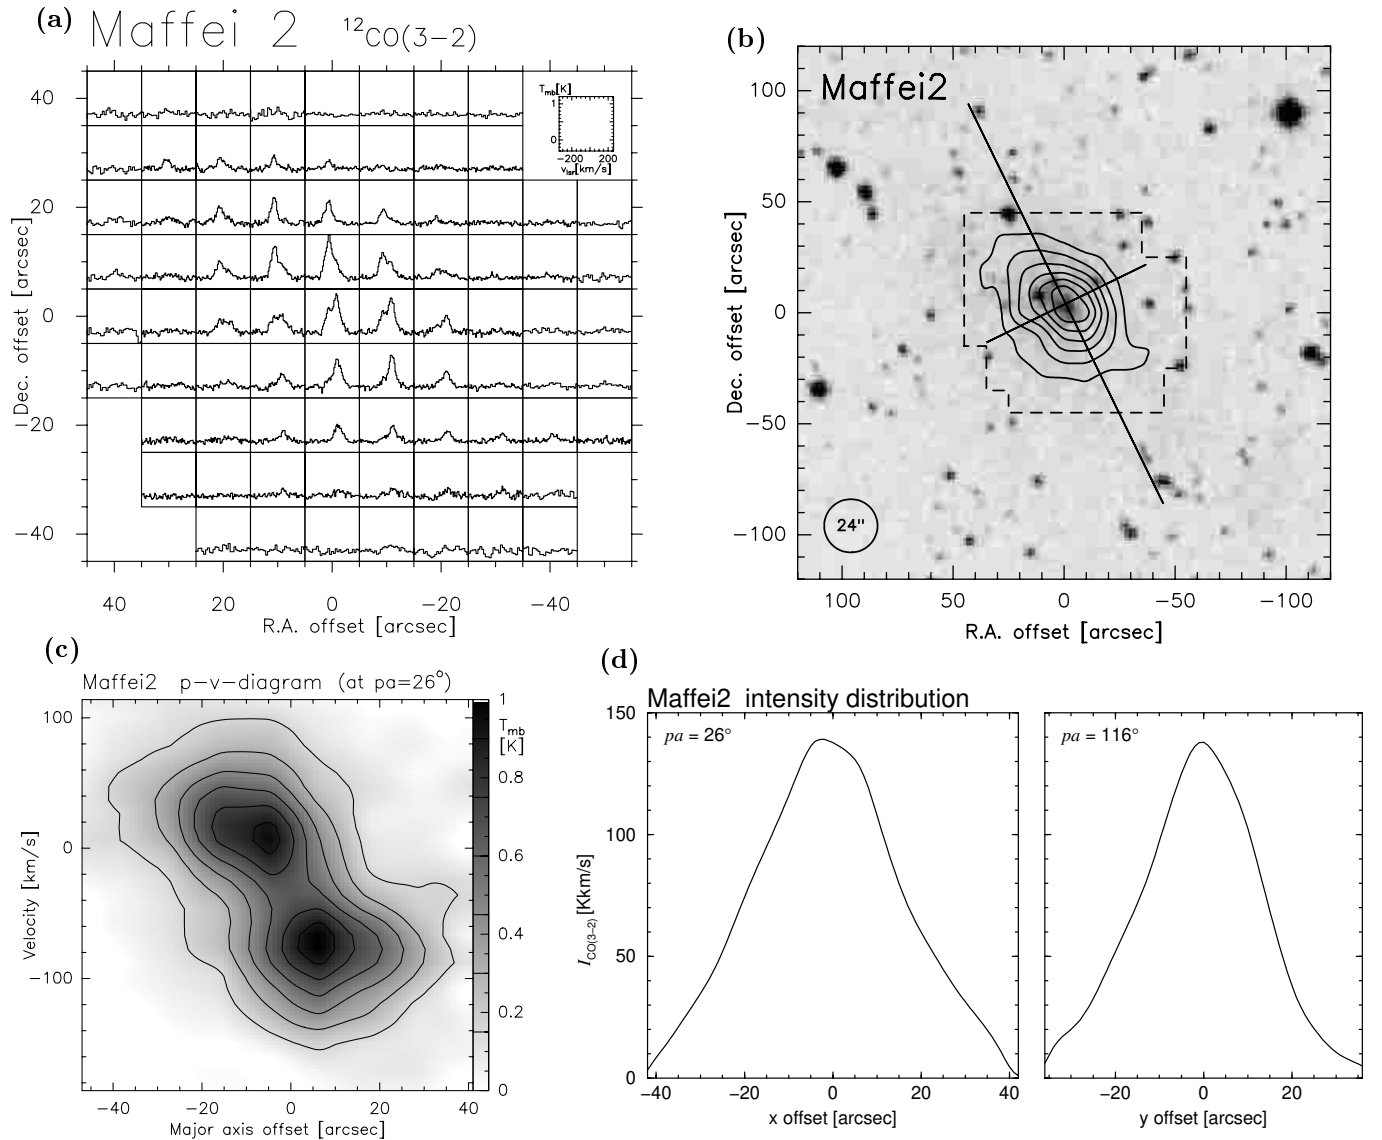 (a)
Maffei 2 ¹²CO(3−2)
T_mb[K]
1
0
−200 200
v_lsr[km/s]
40
20
0
−20
−40
Dec. offset [arcsec]
40 20 0 −20 −40
R.A. offset [arcsec]
(b)
Maffei2
100
50
0
−50
−100
Dec. offset [arcsec]
24"
100 50 0 −50 −100
R.A. offset [arcsec]
(c)
Maffei2 p−v−diagram (at pa=26°)
100
0
−100
Velocity [km/s]
1
T_mb
[K]
0.8
0.6
0.4
0.2
0
−40 −20 0 20 40
Major axis offset [arcsec]
(d)
Maffei2 intensity distribution
150
100
50
0
I_CO(3−2) [Kkm/s]
pa = 26°
−40 −20 0 20 40
x offset [arcsec]
pa = 116°
−20 0 20
y offset [arcsec]